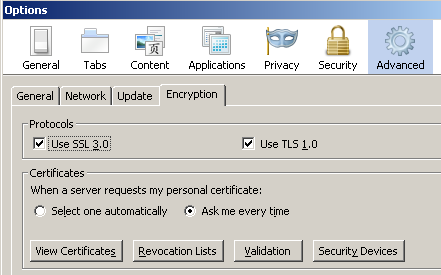 Options
General Tabs Content Applications Privacy Security Advanced
General Network Update Encryption
Protocols
Use SSL 3.0 Use TLS 1.0
Certificates
When a server requests my personal certificate:
Select one automatically Ask me every time
View Certificates Revocation Lists Validation Security Devices